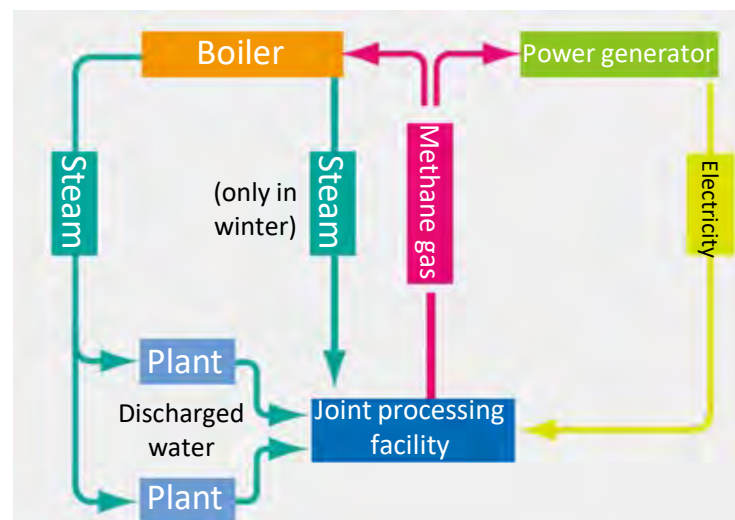 Boiler
Power generator
Steam
(only in
winter)
Steam
Methane gas
Electricity
Plant
Discharged
water
Joint processing
facility
Plant